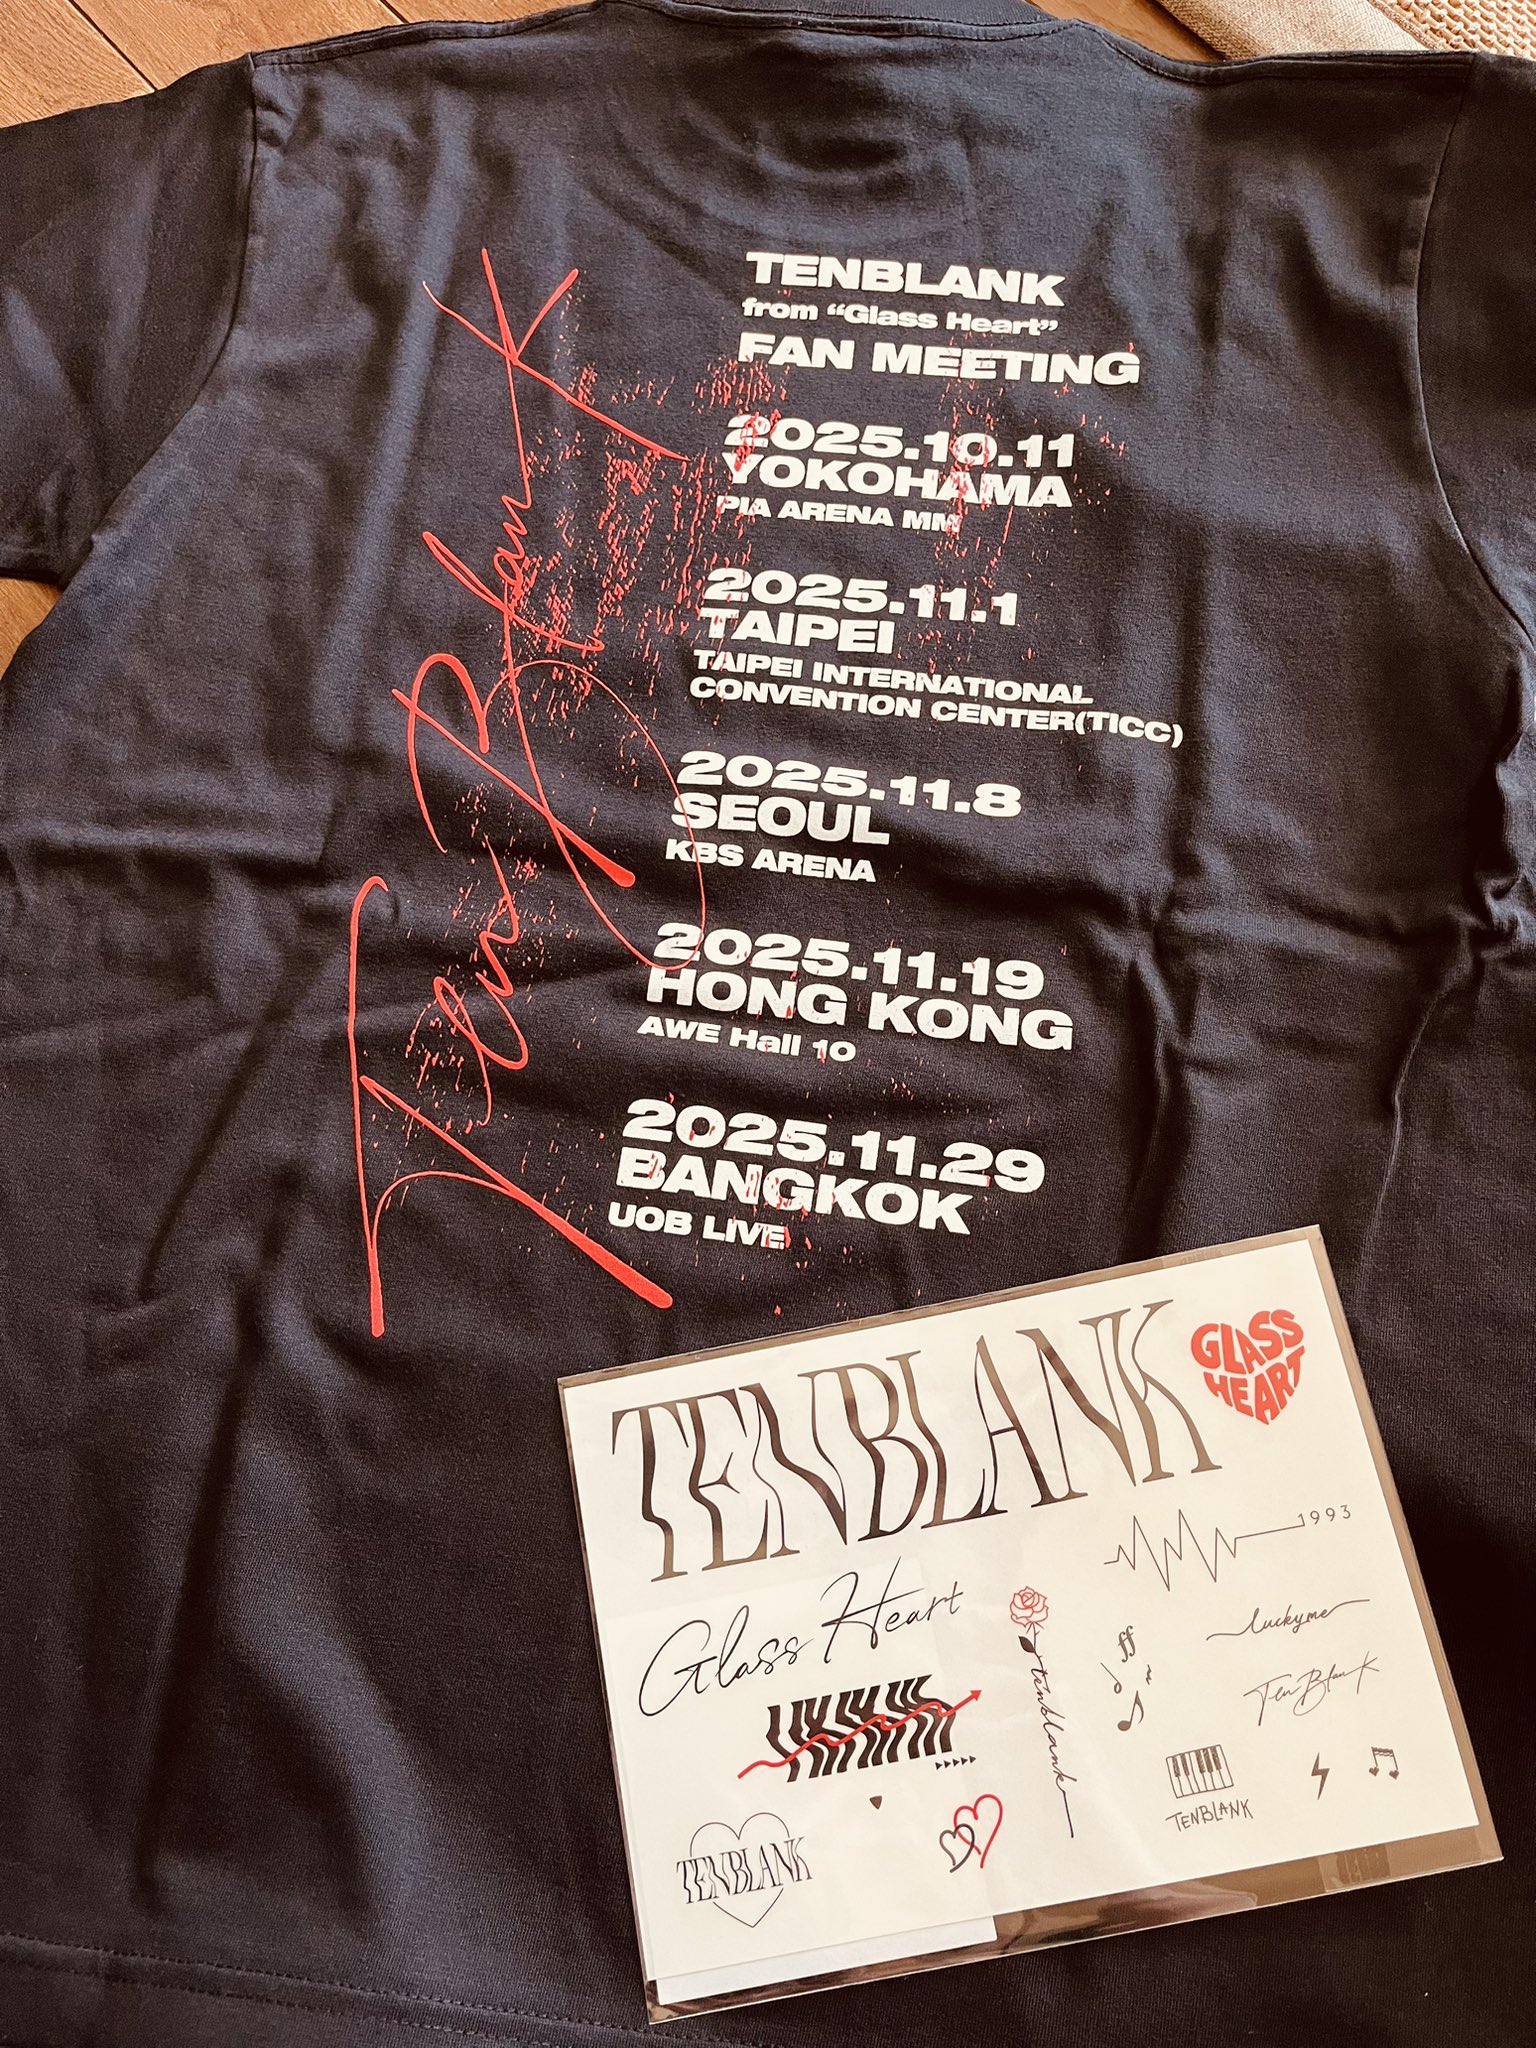 TenBlanK
TENBLANK
from “Glass Heart”
FAN MEETING
2025.10.11
YOKOHAMA
PIA ARENA MM
2025.11.1
TAIPEI
TAIPEI INTERNATIONAL
CONVENTION CENTER(TICC)
2025.11.8
SEOUL
KBS ARENA
2025.11.19
HONG KONG
AWE Hall 10
2025.11.29
BANGKOK
UOB LIVE
TENBLANK
GLASS
HEART
1993
Glass Heart
tenblank
ff
luckyme
TenBlanK
TENBLANK
TENBLANK